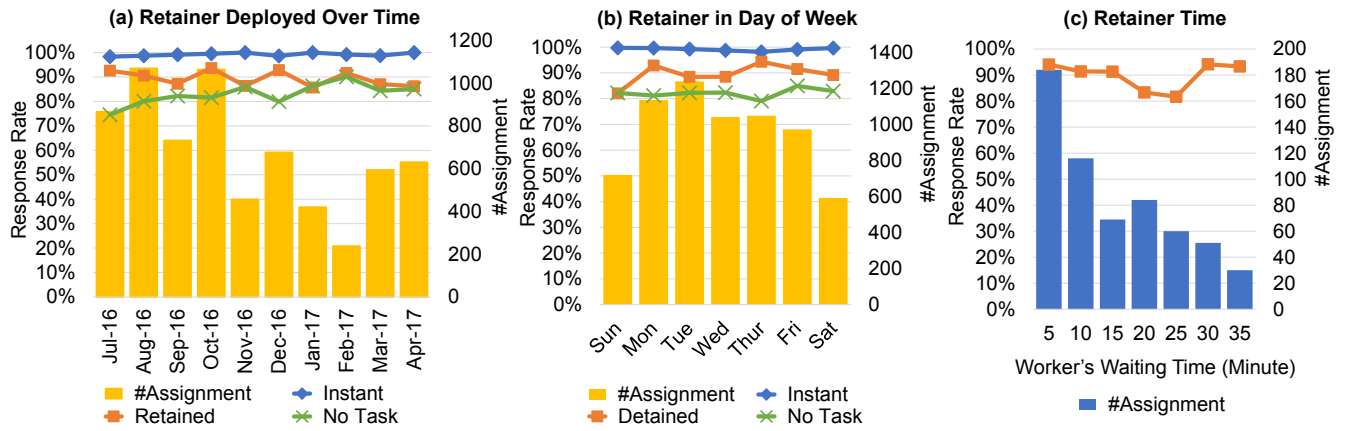 (a) Retainer Deployed Over Time
Response Rate
100%
90%
80%
70%
60%
50%
40%
30%
20%
10%
0%
1200
1000
800
600
400
200
0
#Assignment
Jul-16
Aug-16
Sep-16
Oct-16
Nov-16
Dec-16
Jan-17
Feb-17
Mar-17
Apr-17
#Assignment
Instant
Retained
No Task
(b) Retainer in Day of Week
Response Rate
100%
90%
80%
70%
60%
50%
40%
30%
20%
10%
0%
1400
1200
1000
800
600
400
200
0
#Assignment
Sun
Mon
Tue
Wed
Thur
Fri
Sat
#Assignment
Instant
Detained
No Task
(c) Retainer Time
Response Rate
100%
90%
80%
70%
60%
50%
40%
30%
20%
10%
0%
200
180
160
140
120
100
80
60
40
20
0
#Assignment
5 10 15 20 25 30 35
Worker's Waiting Time (Minute)
#Assignment